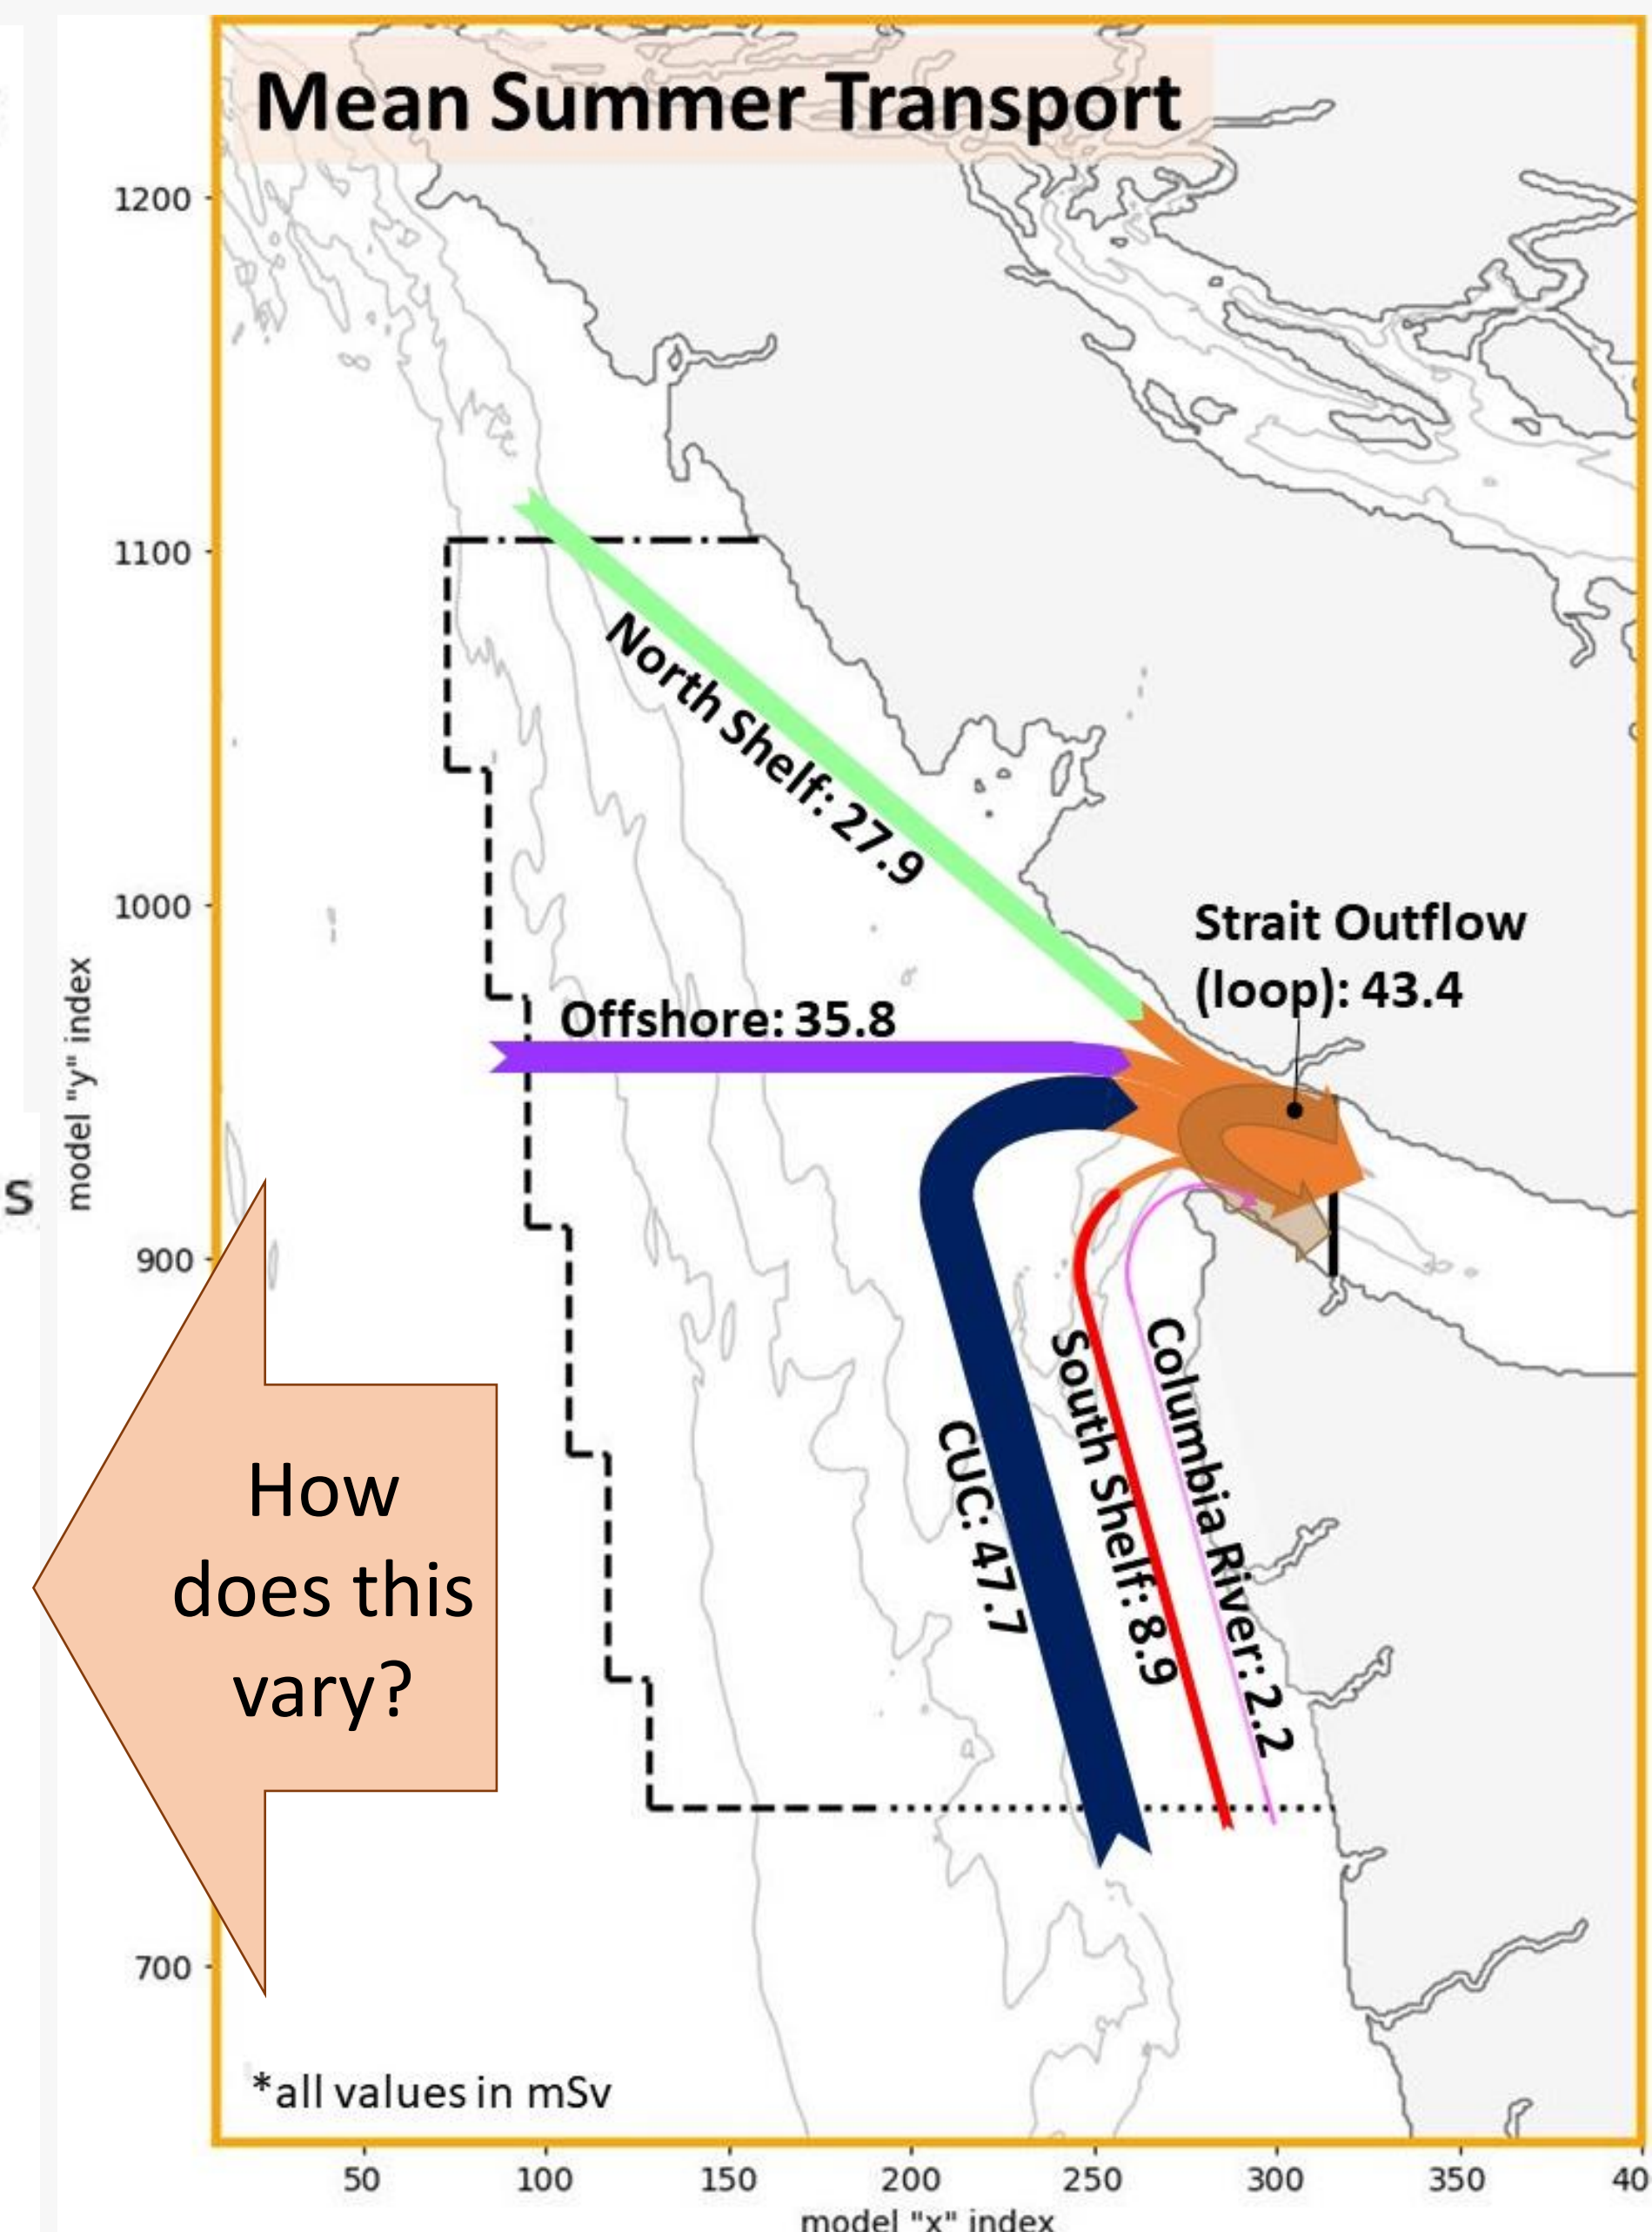 Mean Summer Transport
1200
1100
1000
900
700
model "y" index
North Shelf: 27.9
Strait Outflow
(loop): 43.4
Offshore: 35.8
s
How
does this
vary?
CUC: 47.7
South Shelf: 8.9
Columbia River: 2.2
*all values in mSv
50
100
150
200
250
300
350
40
model "x" index